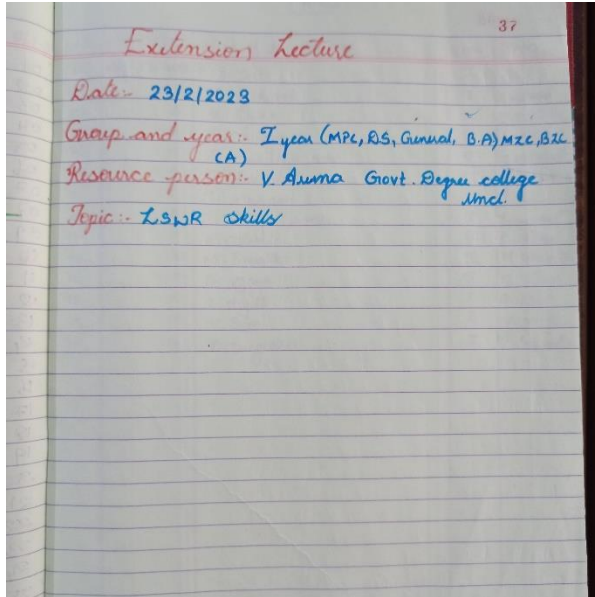 37
Extension Lecture
Date:- 23/2/2023
Group and year:- I year (MPC, DS, General, B.A) MZC, BZC
(CA)
Resource person:- V. Aruna Govt. Degree college
Mncl.
Topic:- LSWR skills